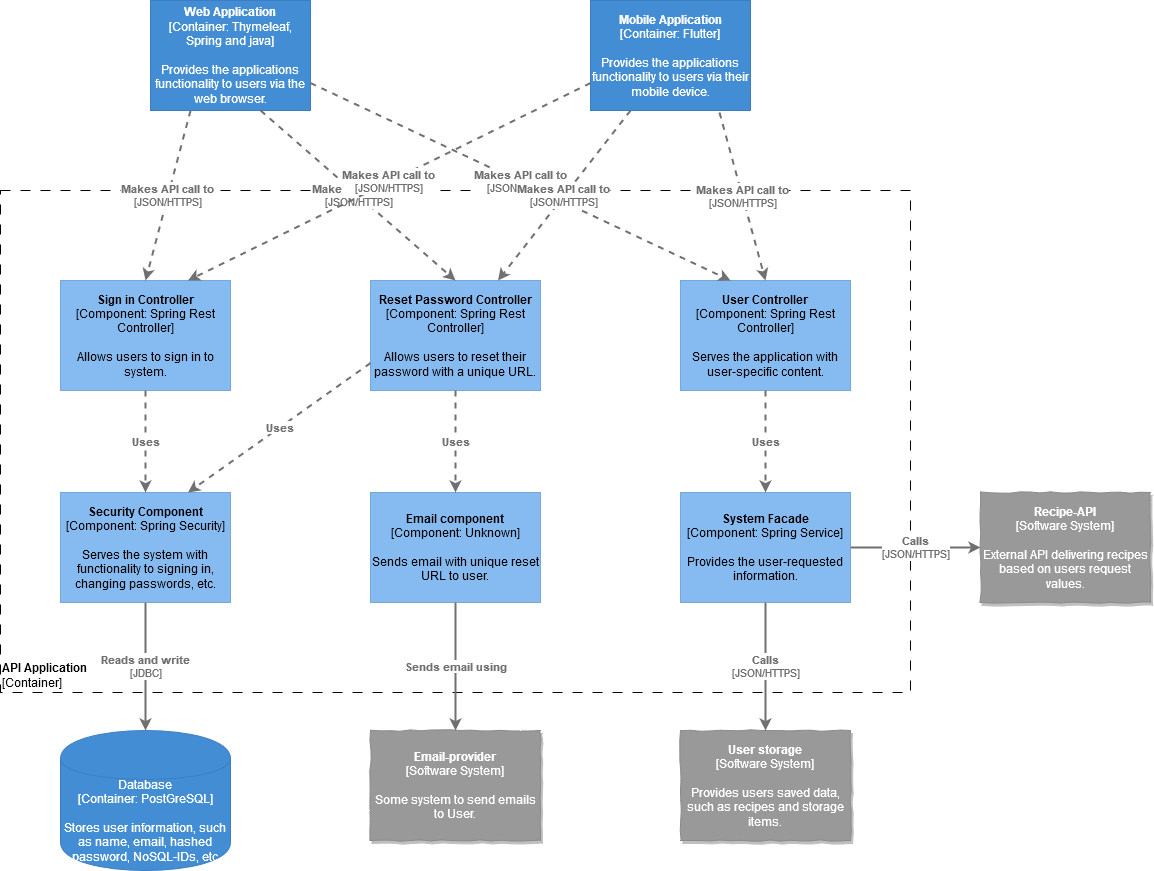 Web Application
[Container: Thymeleaf,
Spring and java]
Provides the applications
functionality to users via the
web browser.
Mobile Application
[Container: Flutter]
Provides the applications
functionality to users via their
mobile device.
Makes API call to
[JSON/HTTPS]
Make
[JSON/HTTPS]
Makes API call to
[JSON/HTTPS]
Makes API call to
[JSON/
Makes API call to
[JSON/HTTPS]
Makes API call to
[JSON/HTTPS]
Sign in Controller
[Component: Spring Rest
Controller]
Allows users to sign in to
system.
Reset Password Controller
[Component: Spring Rest
Controller]
Allows users to reset their
password with a unique URL.
User Controller
[Component: Spring Rest
Controller]
Serves the application with
user-specific content.
Uses
Uses
Uses
Uses
Security Component
[Component: Spring Security]
Serves the system with
functionality to signing in,
changing passwords, etc.
Email component
[Component: Unknown]
Sends email with unique reset
URL to user.
System Facade
[Component: Spring Service]
Provides the user-requested
information.
Calls
[JSON/HTTPS]
Recipe-API
[Software System]
External API delivering recipes
based on users request
values.
Reads and write
[JDBC]
Sends email using
Calls
[JSON/HTTPS]
API Application
[Container]
Database
[Container: PostGreSQL]
Stores user information, such
as name, email, hashed
password, NoSQL-IDs, etc
Email-provider
[Software System]
Some system to send emails
to User.
User storage
[Software System]
Provides users saved data,
such as recipes and storage
items.